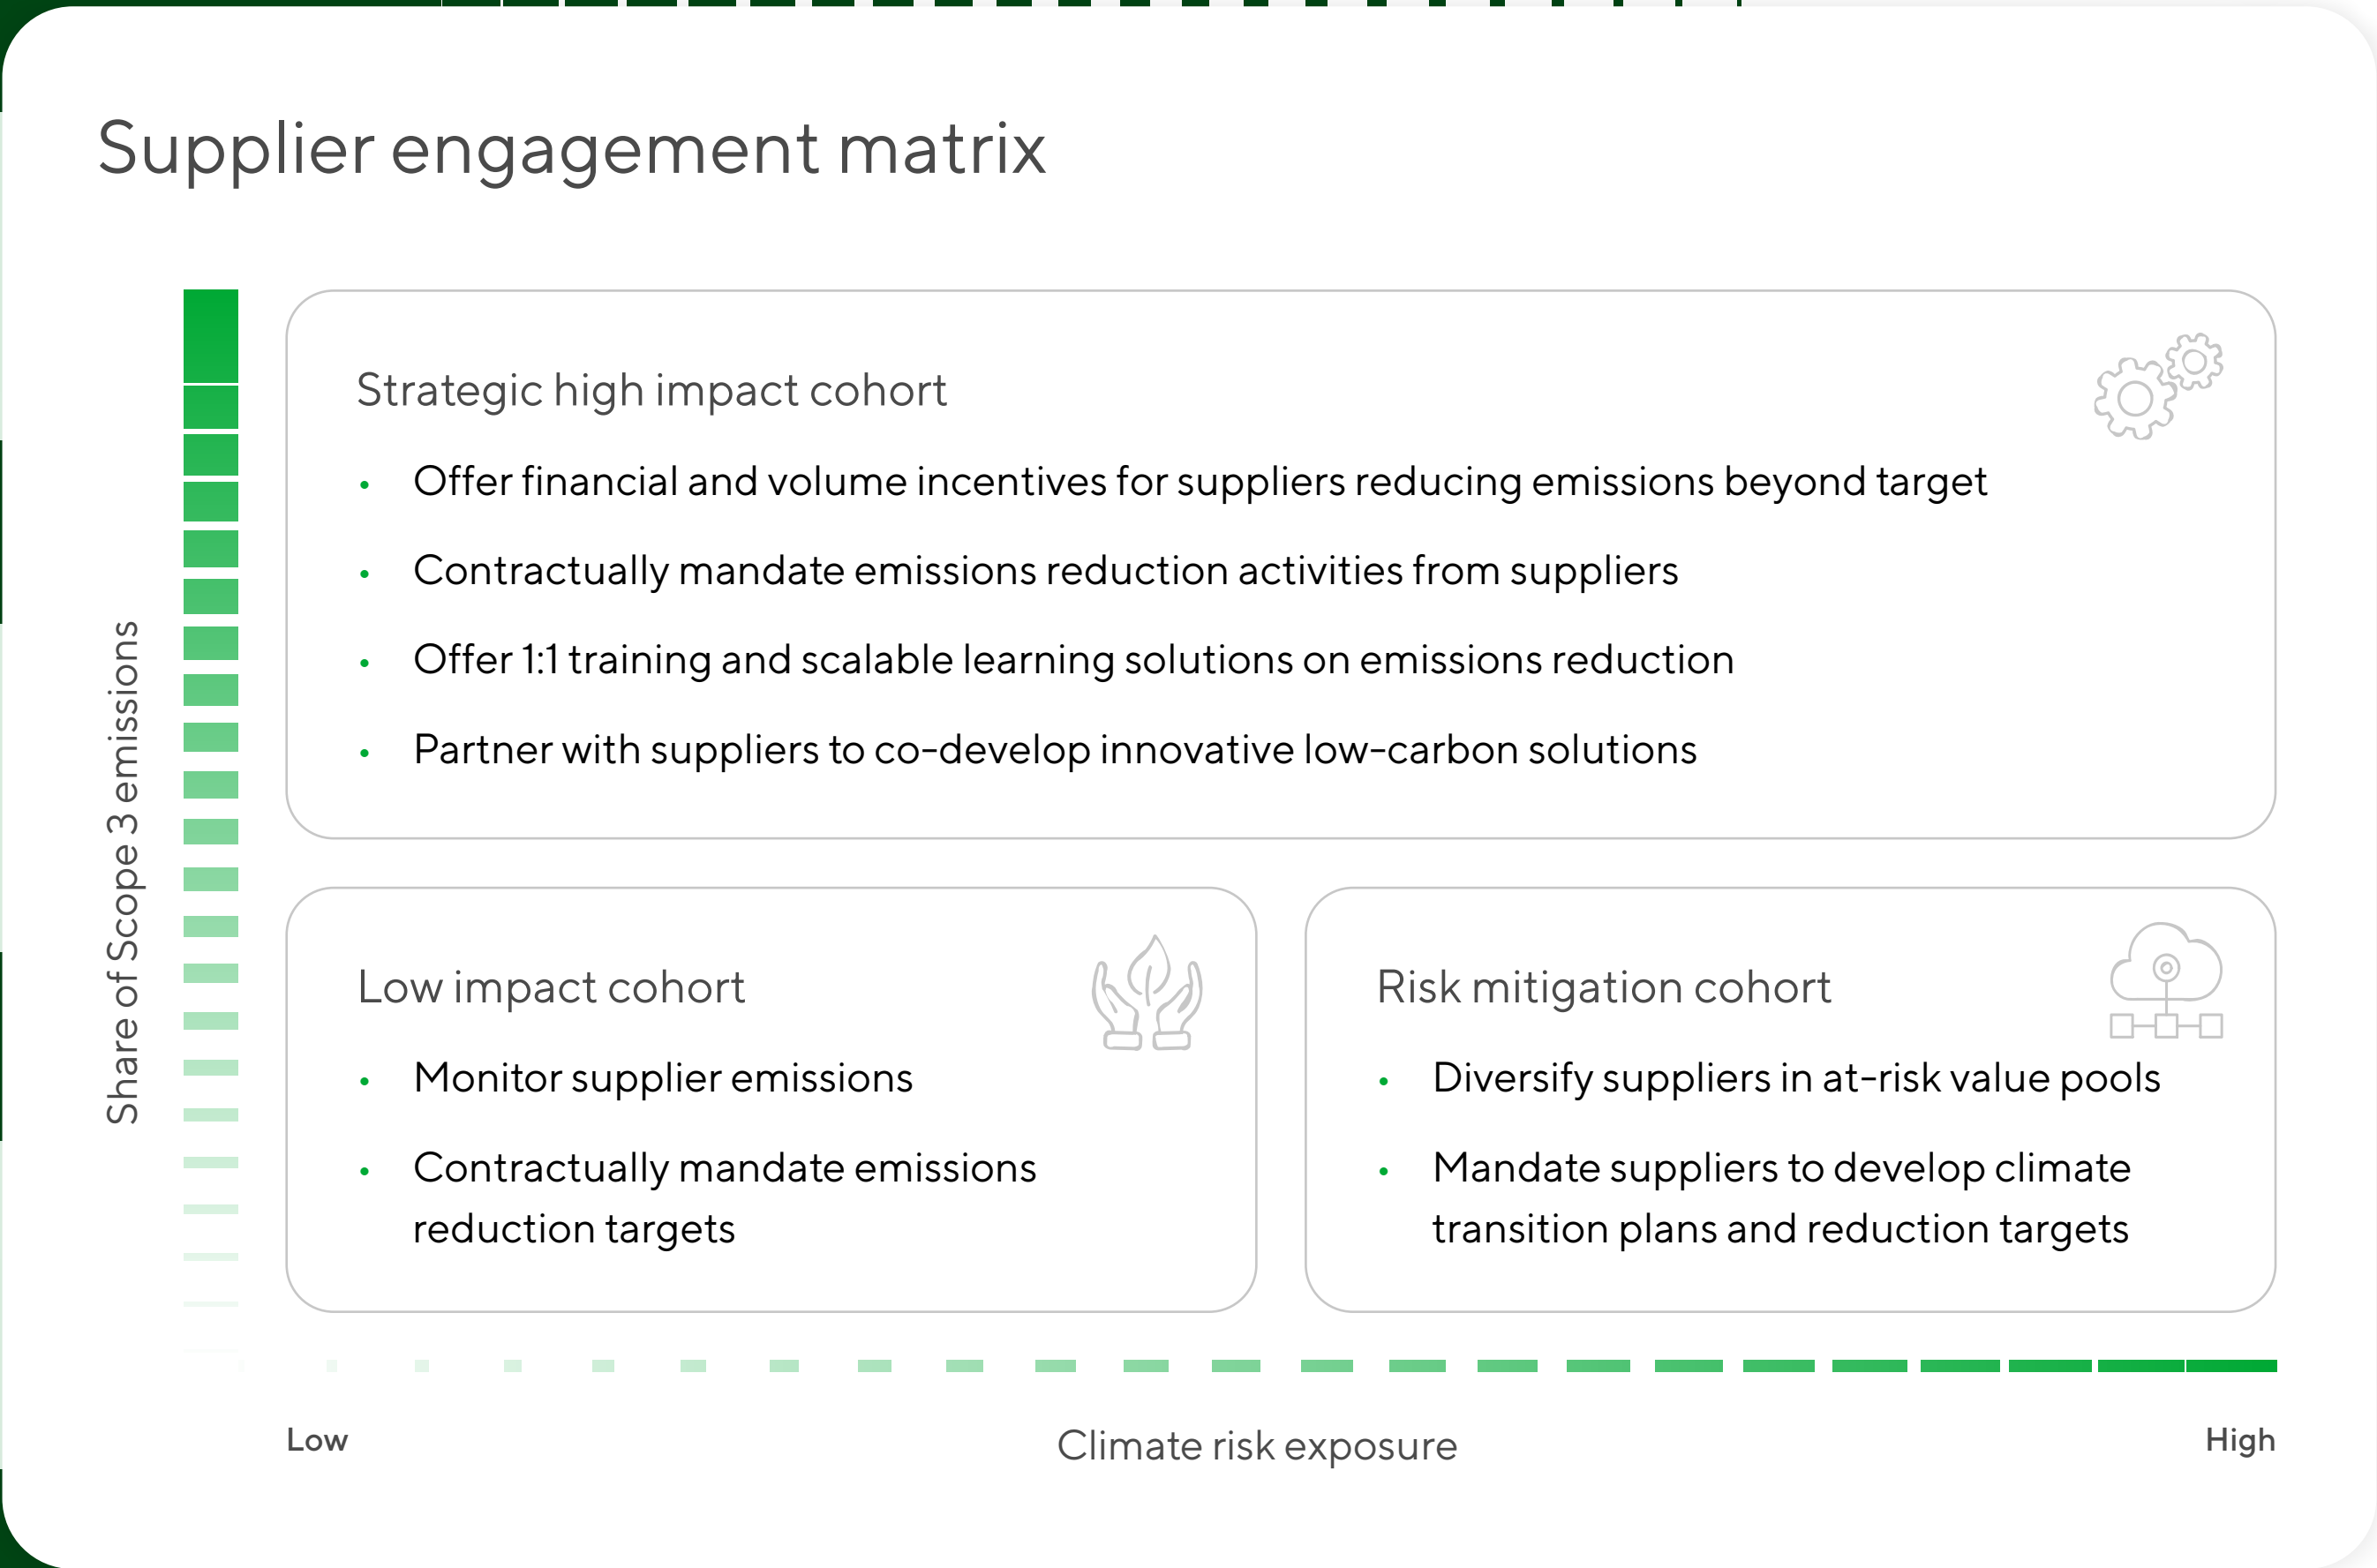 Supplier engagement matrix
Share of Scope 3 emissions
Strategic high impact cohort
• Offer financial and volume incentives for suppliers reducing emissions beyond target
• Contractually mandate emissions reduction activities from suppliers
• Offer 1:1 training and scalable learning solutions on emissions reduction
• Partner with suppliers to co-develop innovative low-carbon solutions
Low impact cohort
• Monitor supplier emissions
• Contractually mandate emissions
reduction targets
Risk mitigation cohort
• Diversify suppliers in at-risk value pools
• Mandate suppliers to develop climate
transition plans and reduction targets
Low
Climate risk exposure
High